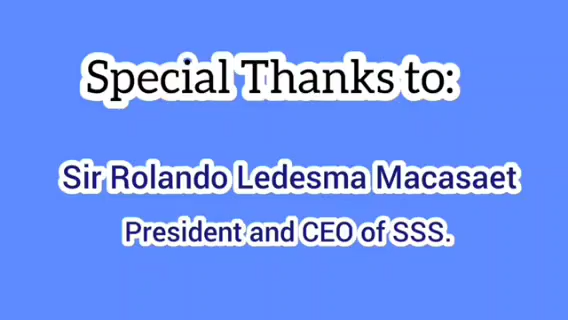 Special Thanks to:
Sir Rolando Ledesma Macasaet
President and CEO of SSS.